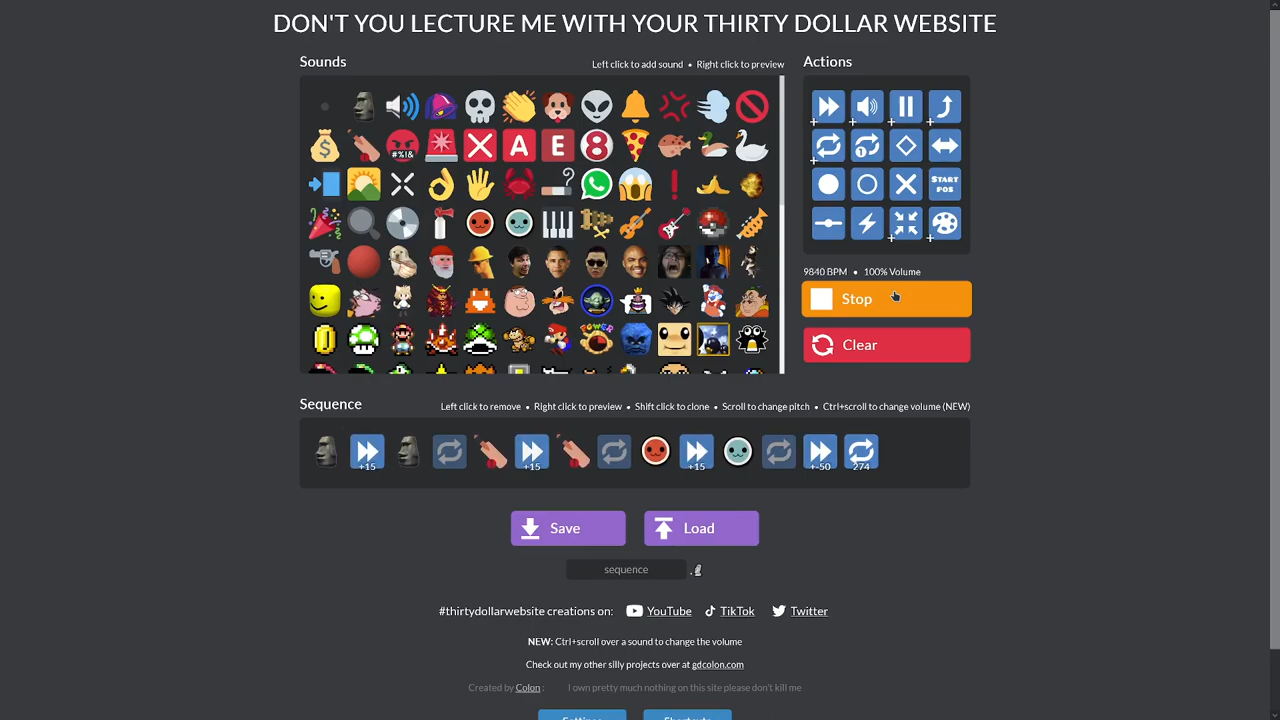 DON'T YOU LECTURE ME WITH YOUR THIRTY DOLLAR WEBSITE
Sounds
Left click to add sound • Right click to preview
Actions
#%!&
A
E
8
1
START POS
POWER
9840 BPM • 100% Volume
Stop
Clear
Sequence
Left click to remove • Right click to preview • Shift click to clone • Scroll to change pitch • Ctrl+scroll to change volume (NEW)
+15
+15
+15
+-50
274
Save
Load
sequence
#thirtydollarwebsite creations on: YouTube TikTok Twitter
NEW: Ctrl+scroll over a sound to change the volume
Check out my other silly projects over at gdcolon.com
Created by Colon : I own pretty much nothing on this site please don't kill me
Settings
Shortcuts